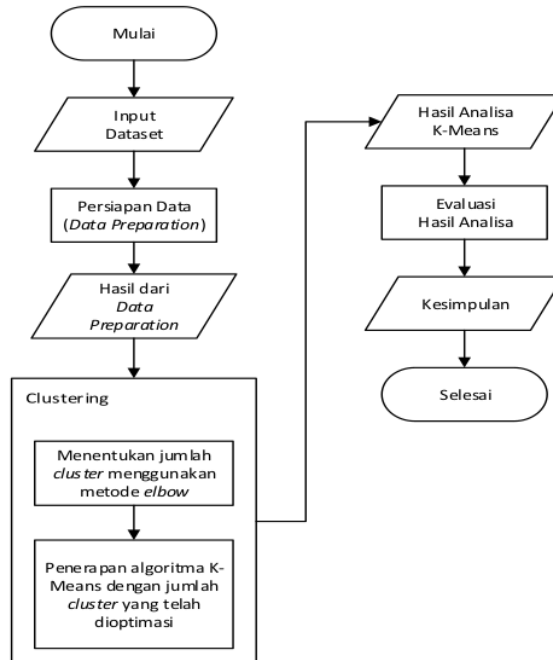 Mulai
Input
Dataset
Persiapan Data
(Data Preparation)
Hasil dari
Data
Preparation
Clustering
Menentukan jumlah
cluster menggunakan
metode elbow
Penerapan algoritma K-
Means dengan jumlah
cluster yang telah
dioptimasi
Hasil Analisa
K-Means
Evaluasi
Hasil Analisa
Kesimpulan
Selesai